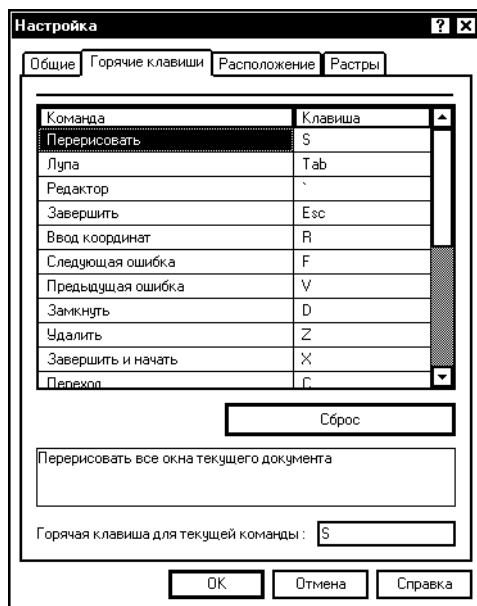 Настройка
Общие Горячие клавиши Расположение Растры
Команда Клавиша
Перерисовать S
Лупа Tab
Редактор `
Завершить Esc
Ввод координат R
Следующая ошибка F
Предыдущая ошибка V
Замкнуть D
Удалить Z
Завершить и начать X
Переход C
Сброс
Перерисовать все окна текущего документа
Горячая клавиша для текущей команды : S
OK Отмена Справка